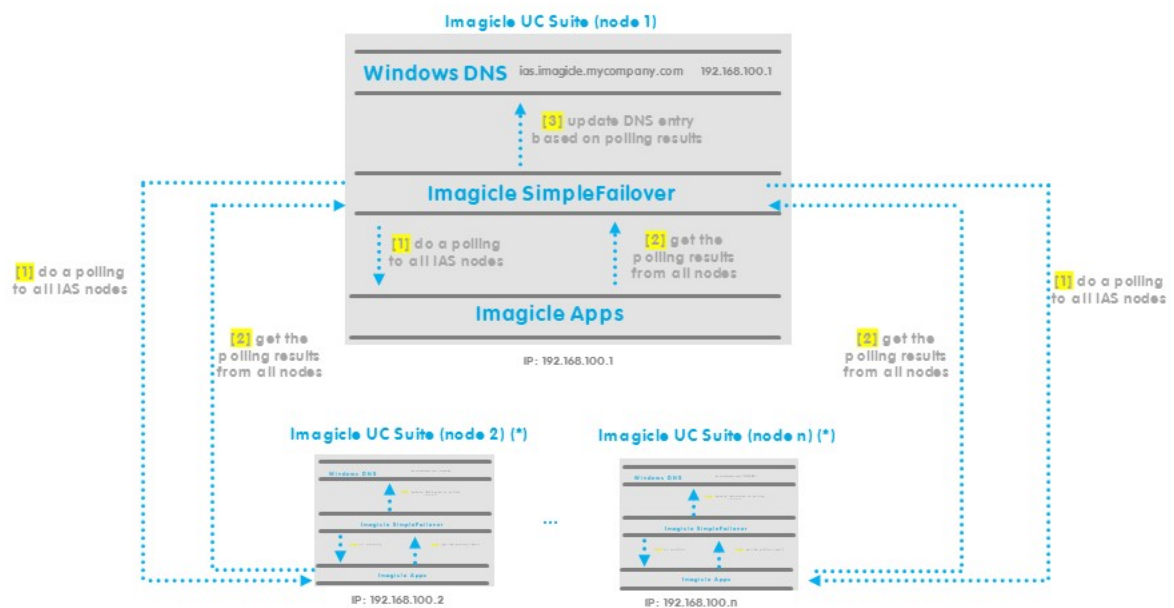 Imagicle UC Suite (node 1)
Windows DNS ias.imagicle.mycompany.com 192.168.100.1
[3] update DNS entry
based on polling results
Imagicle SimpleFailover
[1] do a polling
to all IAS nodes
[2] get the
polling results
from all nodes
[1] do a polling
to all IAS nodes
[1] do a polling
to all IAS nodes
Imagicle Apps
[2] get the
polling results
from all nodes
[2] get the
polling results
from all nodes
IP: 192.168.100.1
Imagicle UC Suite (node 2) (*)
Windows DNS
Imagicle SimpleFailover
Imagicle Apps
IP: 192.168.100.2
...
Imagicle UC Suite (node n) (*)
Windows DNS
Imagicle SimpleFailover
Imagicle Apps
IP: 192.168.100.n